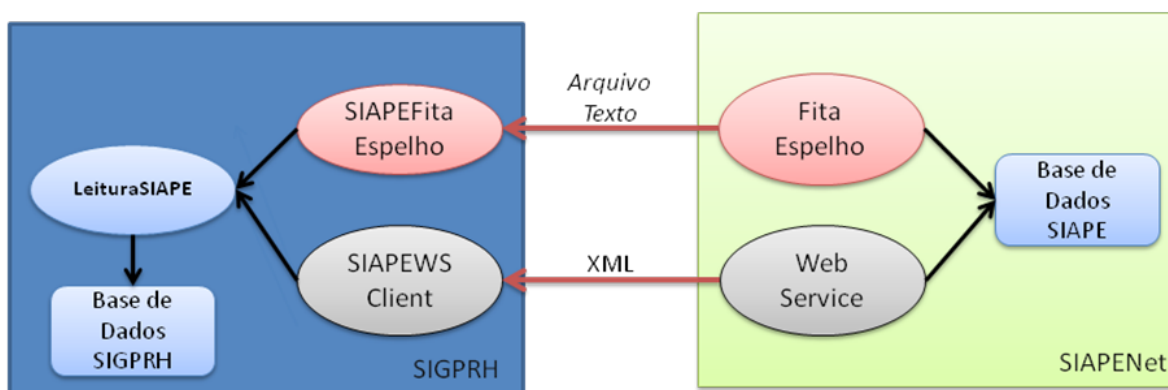 SIAPEFita
Espelho
LeituraSIAPE
SIAPEWS
Client
Base de
Dados
SIGPRH
SIGPRH
Arquivo
Texto
XML
Fita
Espelho
Web
Service
Base de
Dados
SIAPE
SIAPENet